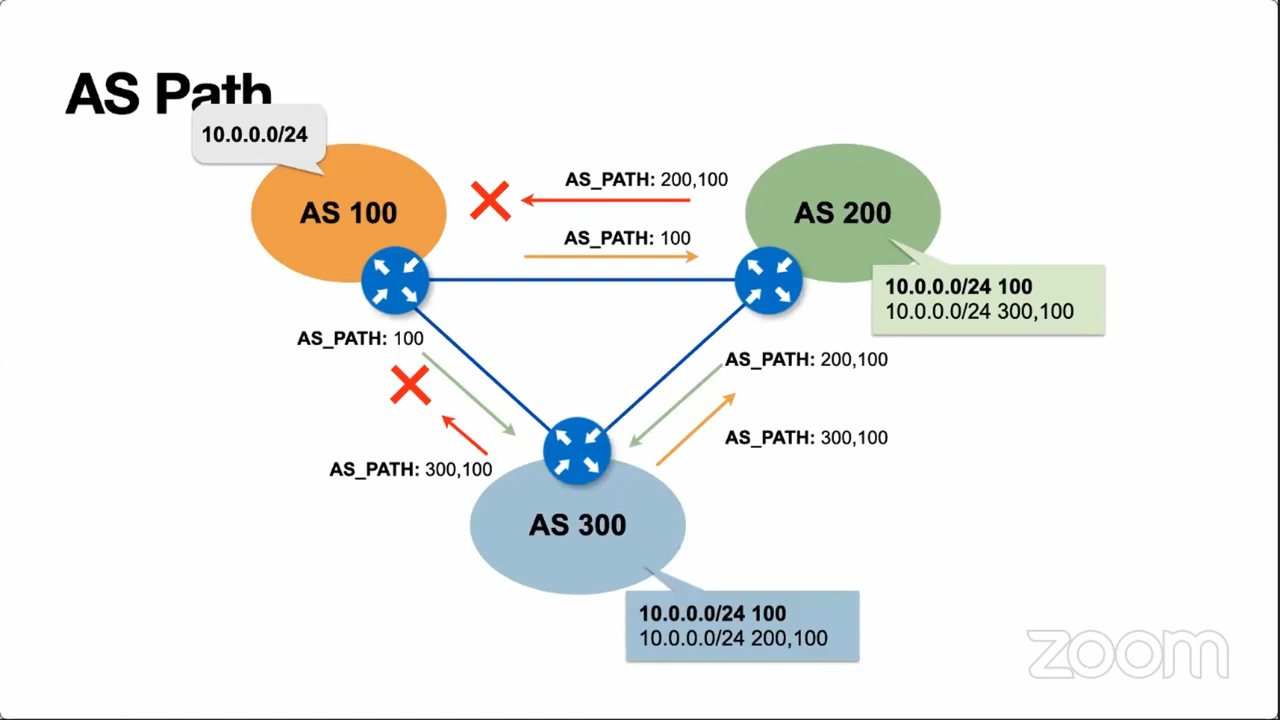 AS Path
10.0.0.0/24
AS 100
AS_PATH: 200,100
AS_PATH: 100
AS 200
10.0.0.0/24 100
10.0.0.0/24 300,100
AS_PATH: 100
AS_PATH: 200,100
AS_PATH: 300,100
AS_PATH: 300,100
AS 300
10.0.0.0/24 100
10.0.0.0/24 200,100
zoom